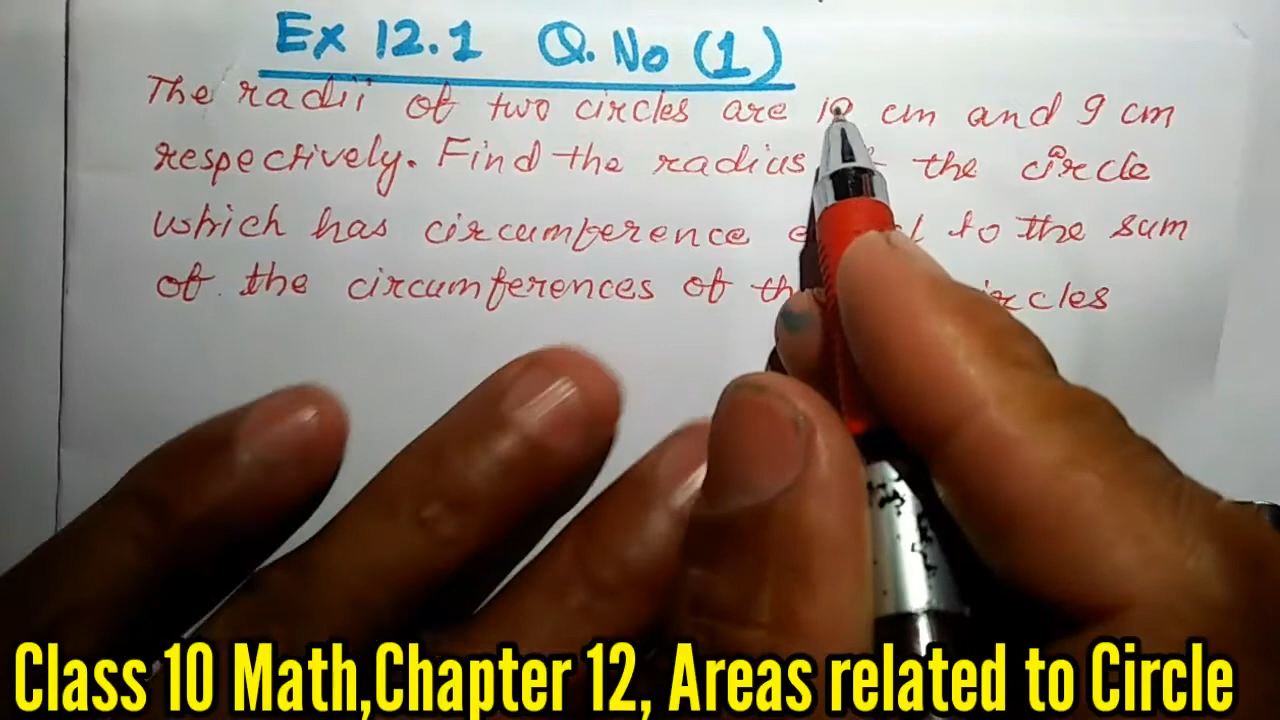 Ex 12.1 Q. No (1)
The radii of two circles are cm and 9 cm
respectively. Find the radius the circle
which has circumference to the sum
of the circumferences of
Class 10 Math,Chapter 12, Areas related to Circle